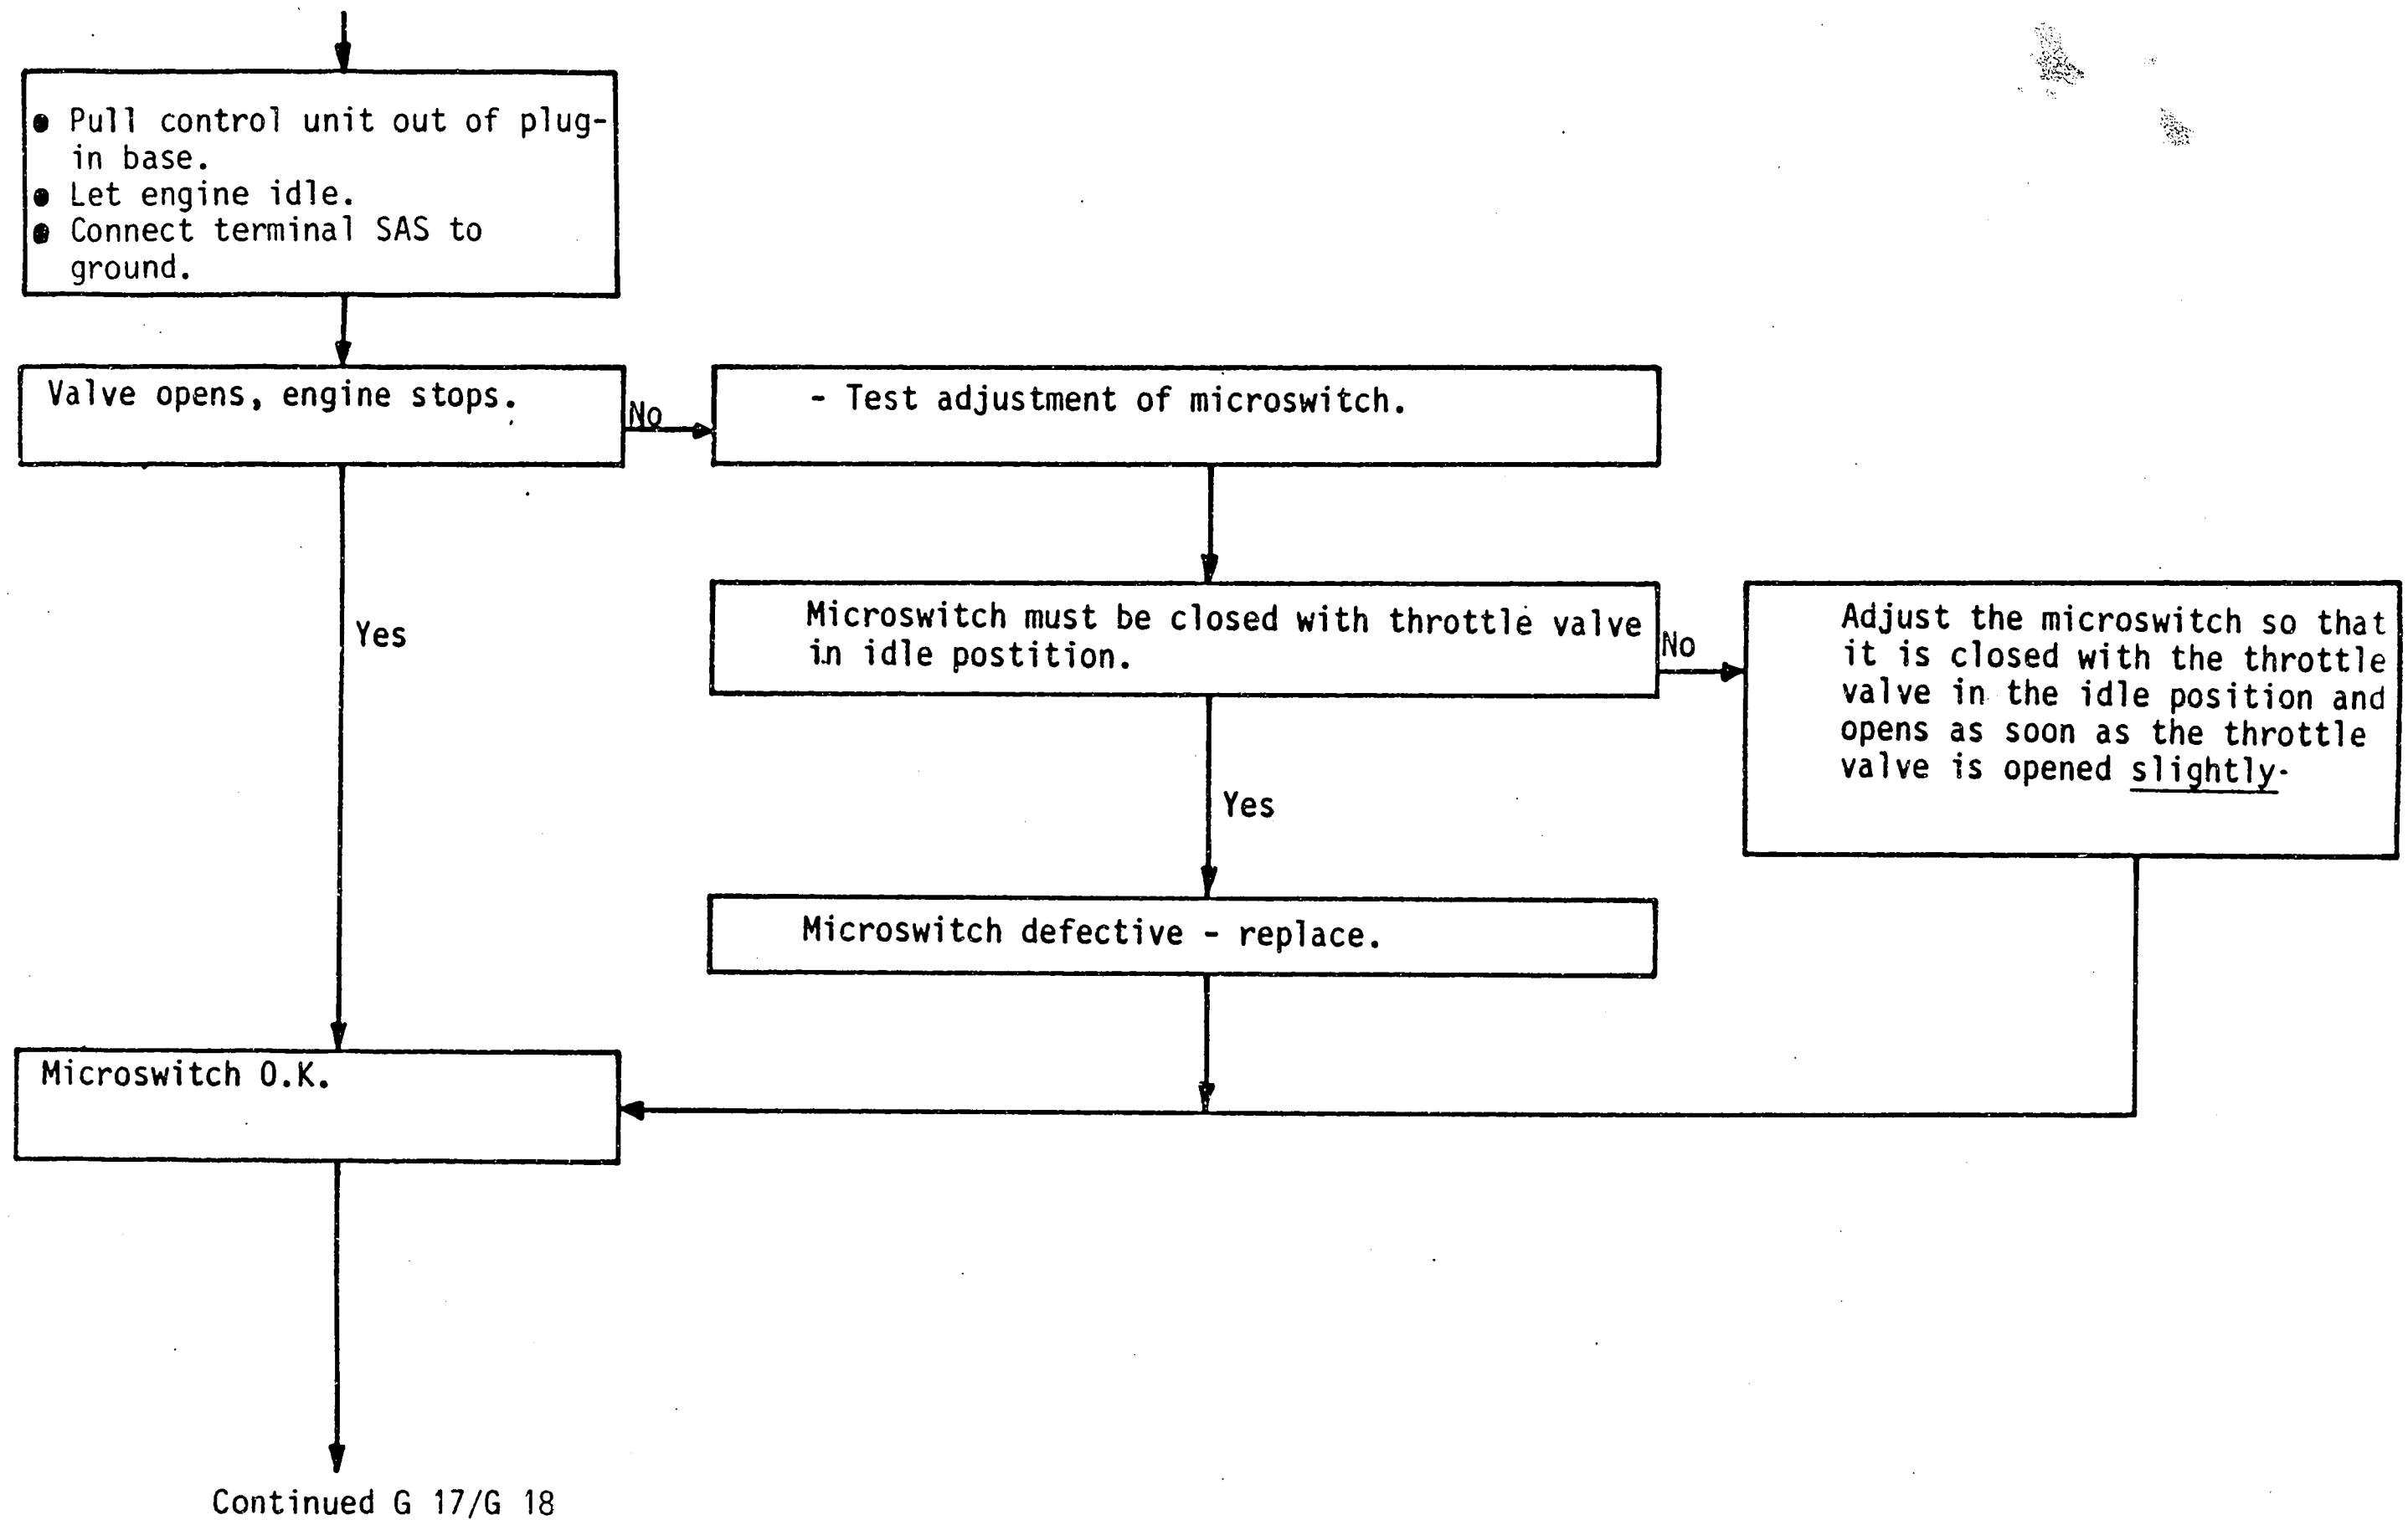 ● Pull control unit out of plug-
in base.
● Let engine idle.
● Connect terminal SAS to
ground.
Valve opens, engine stops.
No
- Test adjustment of microswitch.
Yes
Microswitch must be closed with throttle valve
in idle postition.
No
Adjust the microswitch so that
it is closed with the throttle
valve in the idle position and
opens as soon as the throttle
valve is opened slightly.
Yes
Microswitch defective - replace.
Microswitch O.K.
Continued G 17/G 18